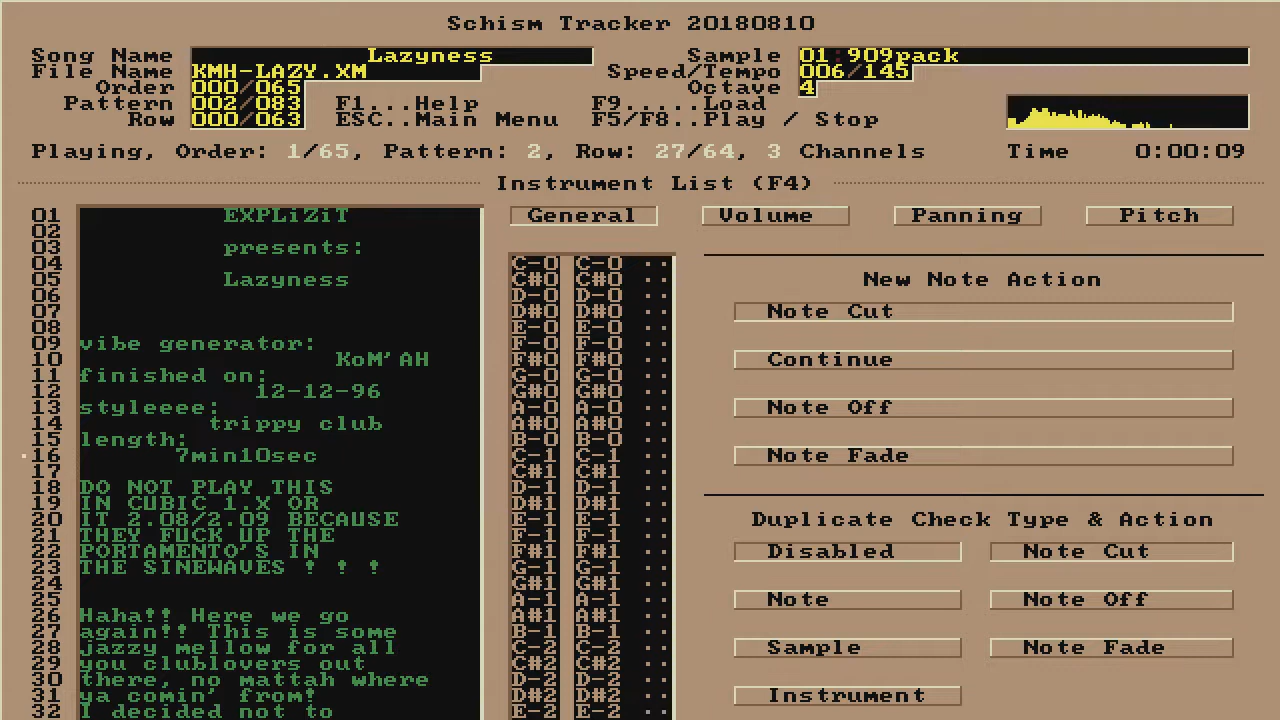 Schism Tracker 20180810
Song Name Lazyness Sample 01:909pack
File Name KMH-LAZY.XM Speed/Tempo 006/145
Order 000/065 Octave 4
Pattern 002/083 F1...Help F9.....Load
Row 000/063 ESC..Main Menu F5/F8..Play / Stop
Playing, Order: 1/65, Pattern: 2, Row: 27/64, 3 Channels Time 0:00:09
Instrument List (F4)
01 EXPLiZiT General Volume Panning Pitch
02
03 presents:
04 C-0 C-0 ··
05 Lazyness C#0 C#0 ·· New Note Action
06 D-0 D-0 ··
07 D#0 D#0 ·· Note Cut
08 E-0 E-0 ··
09 vibe generator: F-0 F-0 ··
10 KoM'AH F#0 F#0 ·· Continue
11 finished on: G-0 G-0 ··
12 12-12-96 G#0 G#0 ··
13 styleeee: A-0 A-0 ·· Note Off
14 trippy club A#0 A#0 ··
15 length: B-0 B-0 ··
16 7min10sec C-1 C-1 ·· Note Fade
17 C#1 C#1 ··
18 DO NOT PLAY THIS D-1 D-1 ··
19 IN CUBIC 1.X OR D#1 D#1 ··
20 IT 2.08/2.09 BECAUSE E-1 E-1 ·· Duplicate Check Type & Action
21 THEY FUCK UP THE F-1 F-1 ··
22 PORTAMENTO'S IN F#1 F#1 ·· Disabled Note Cut
23 THE SINEWAVES ! ! ! G-1 G-1 ··
24 G#1 G#1 ··
25 A-1 A-1 ·· Note Note Off
26 Haha!! Here we go A#1 A#1 ··
27 again!! This is some B-1 B-1 ··
28 jazzy mellow for all C-2 C-2 ·· Sample Note Fade
29 you clublovers out C#2 C#2 ··
30 there, no mattah where D-2 D-2 ··
31 ya comin' from! D#2 D#2 ·· Instrument
32 I decided not to E-2 E-2 ··